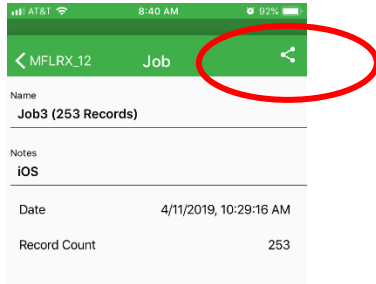 AT&T 8:40 AM 92%
MFLRX_12 Job
Name
Job3 (253 Records)
Notes
iOS
Date 4/11/2019, 10:29:16 AM
Record Count 253